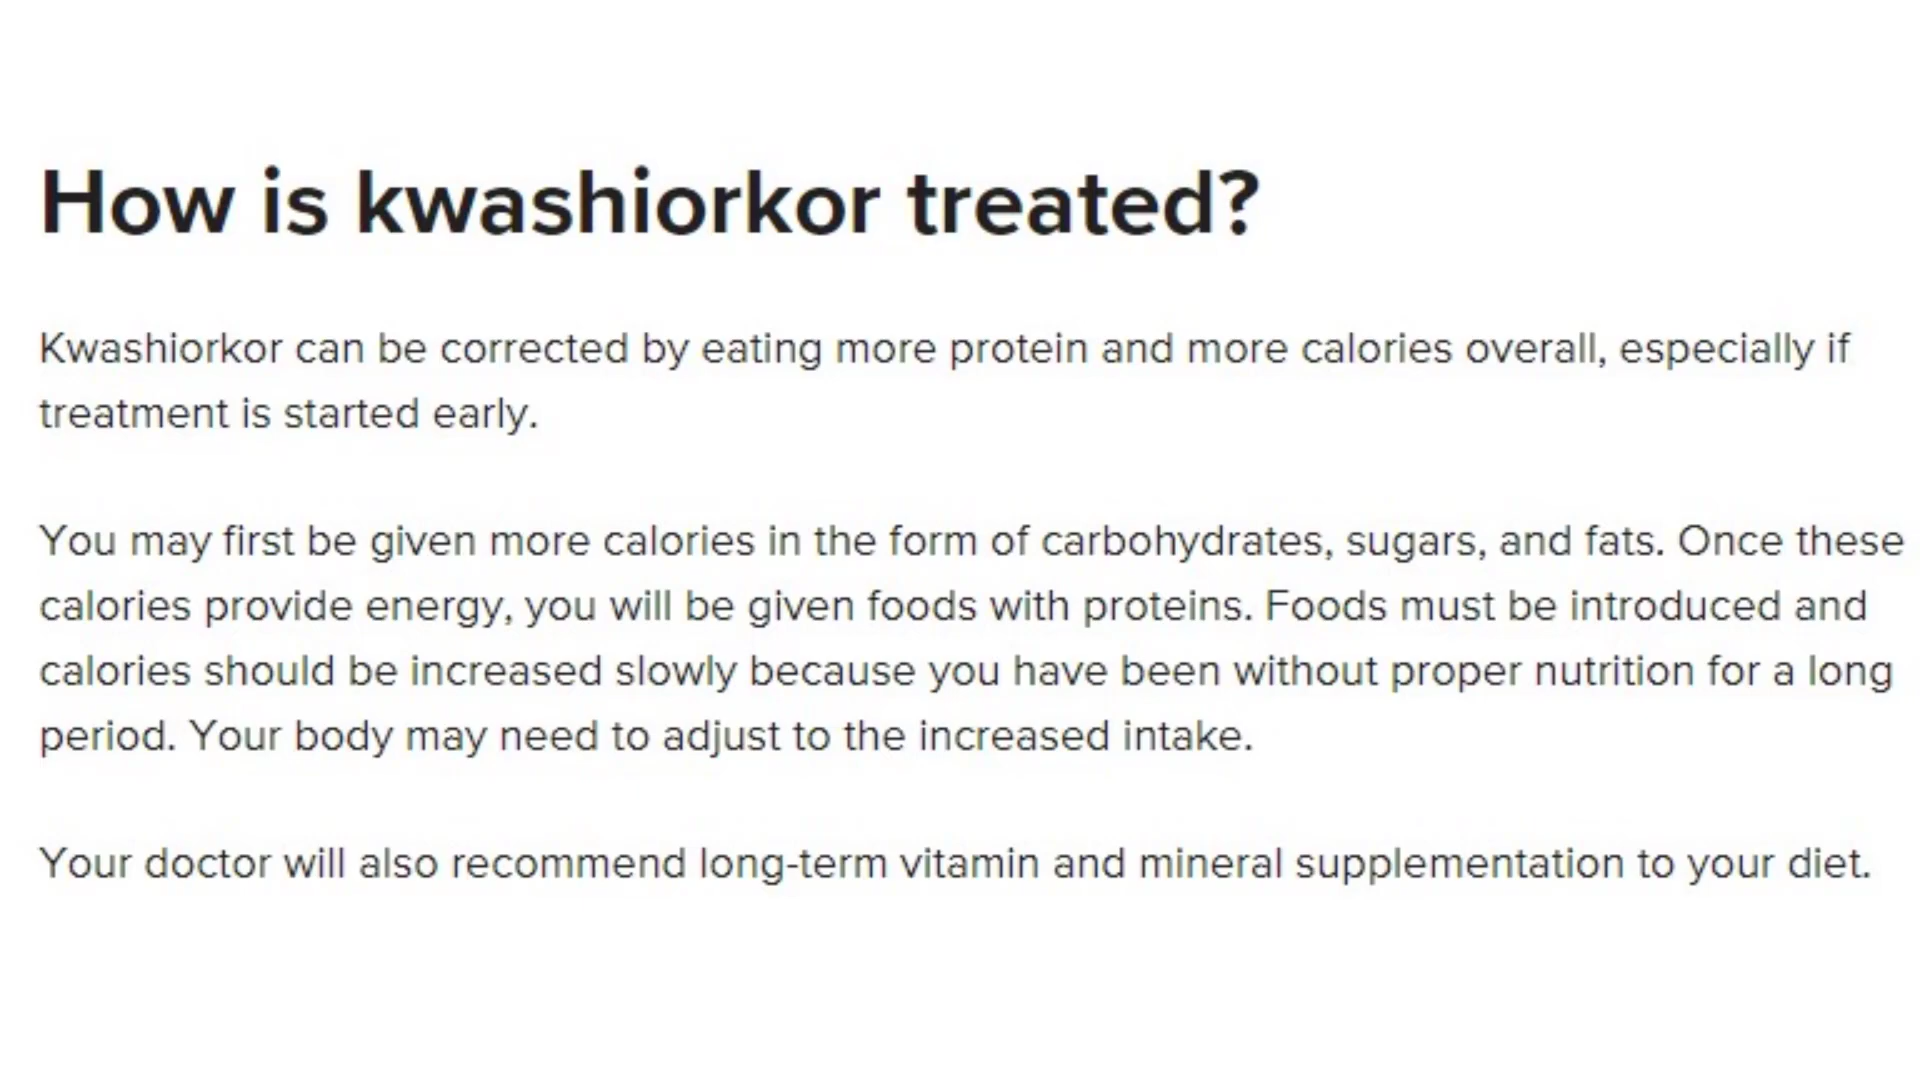 How is kwashiorkor treated?
Kwashiorkor can be corrected by eating more protein and more calories overall, especially if
treatment is started early.
You may first be given more calories in the form of carbohydrates, sugars, and fats. Once these
calories provide energy, you will be given foods with proteins. Foods must be introduced and
calories should be increased slowly because you have been without proper nutrition for a long
period. Your body may need to adjust to the increased intake.
Your doctor will also recommend long-term vitamin and mineral supplementation to your diet.